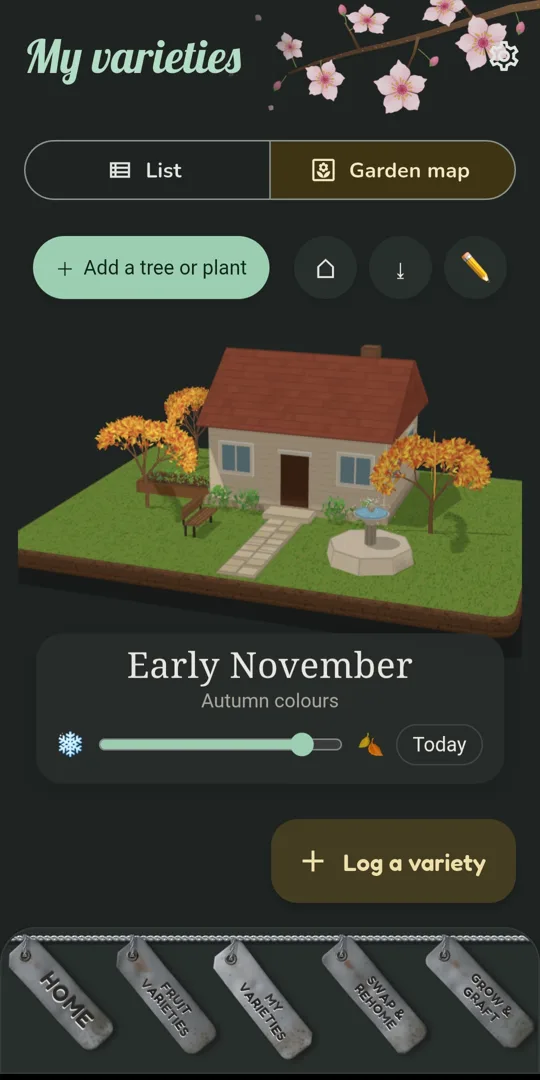 My varieties
List
Garden map
+ Add a tree or plant
Early November
Autumn colours
Today
+ Log a variety
HOME
FRUIT
VARIETIES
MY
VARIETIES
SWAP &
REHOME
GROW &
GRAFT